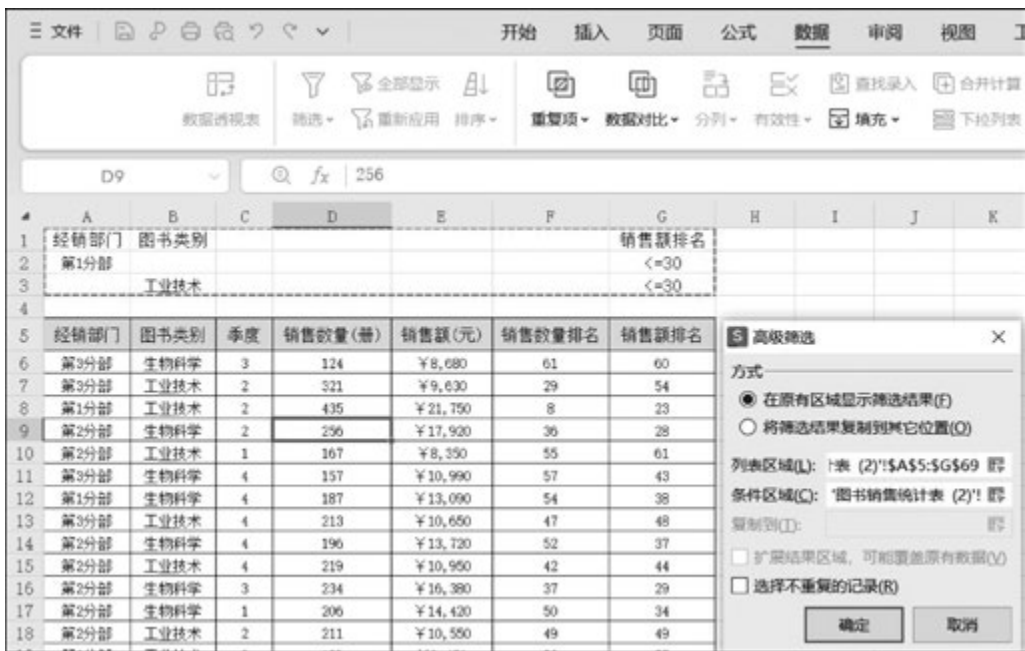 文件 开始 插入 页面 公式 数据 审阅 视图 工
全部显示 查找录入 合并计算
数据透视表 筛选 重新应用 排序 重复项 数据对比 分列 有效性 填充 下拉列表
D9 fx 256
A B C D E F G H I J K
1 经销部门 图书类别 销售额排名
2 第1分部 <=30
3 工业技术 <=30
4
5 经销部门 图书类别 季度 销售数量(册) 销售额(元) 销售数量排名 销售额排名
6 第3分部 生物科学 3 124 ¥8,680 61 60
7 第3分部 工业技术 2 321 ¥9,630 29 54
8 第1分部 工业技术 2 435 ¥21,750 8 23
9 第2分部 生物科学 2 256 ¥17,920 36 28
10 第2分部 工业技术 1 167 ¥8,350 55 61
11 第3分部 生物科学 4 157 ¥10,990 57 43
12 第1分部 生物科学 4 187 ¥13,090 54 38
13 第3分部 工业技术 4 213 ¥10,650 47 48
14 第2分部 生物科学 4 196 ¥13,720 52 37
15 第2分部 工业技术 4 219 ¥10,950 42 44
16 第2分部 生物科学 3 234 ¥16,380 37 29
17 第2分部 生物科学 1 206 ¥14,420 50 34
18 第2分部 工业技术 2 211 ¥10,550 49 49
高级筛选
方式
在原有区域显示筛选结果(F)
将筛选结果复制到其它位置(O)
列表区域(L): 计表 (2)'!$A$5:$G$69
条件区域(C): '图书销售统计表 (2)'!
复制到(T):
扩展结果区域，可能覆盖原有数据(V)
选择不重复的记录(R)
确定 取消